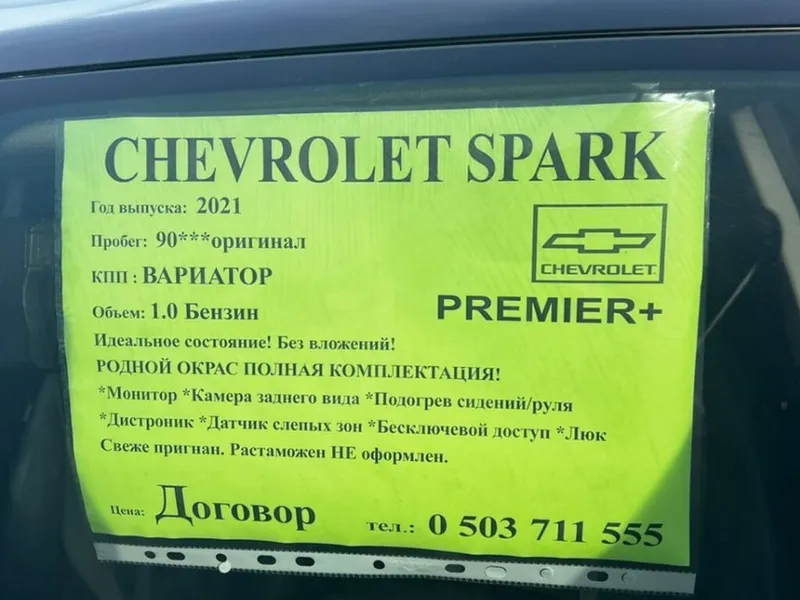 CHEVROLET SPARK
Год выпуска: 2021
Пробег: 90***оригинал
КПП : ВАРИАТОР
Объем: 1.0 Бензин
CHEVROLET
PREMIER+
Идеальное состояние! Без вложений!
РОДНОЙ ОКРАС ПОЛНАЯ КОМПЛЕКТАЦИЯ!
*Монитор *Камера заднего вида *Подогрев сидений/руля
*Дистроник *Датчик слепых зон *Бесключевой доступ *Люк
Свеже пригнан. Растаможен НЕ оформлен.
Цена: Договор
тел.: 0 503 711 555